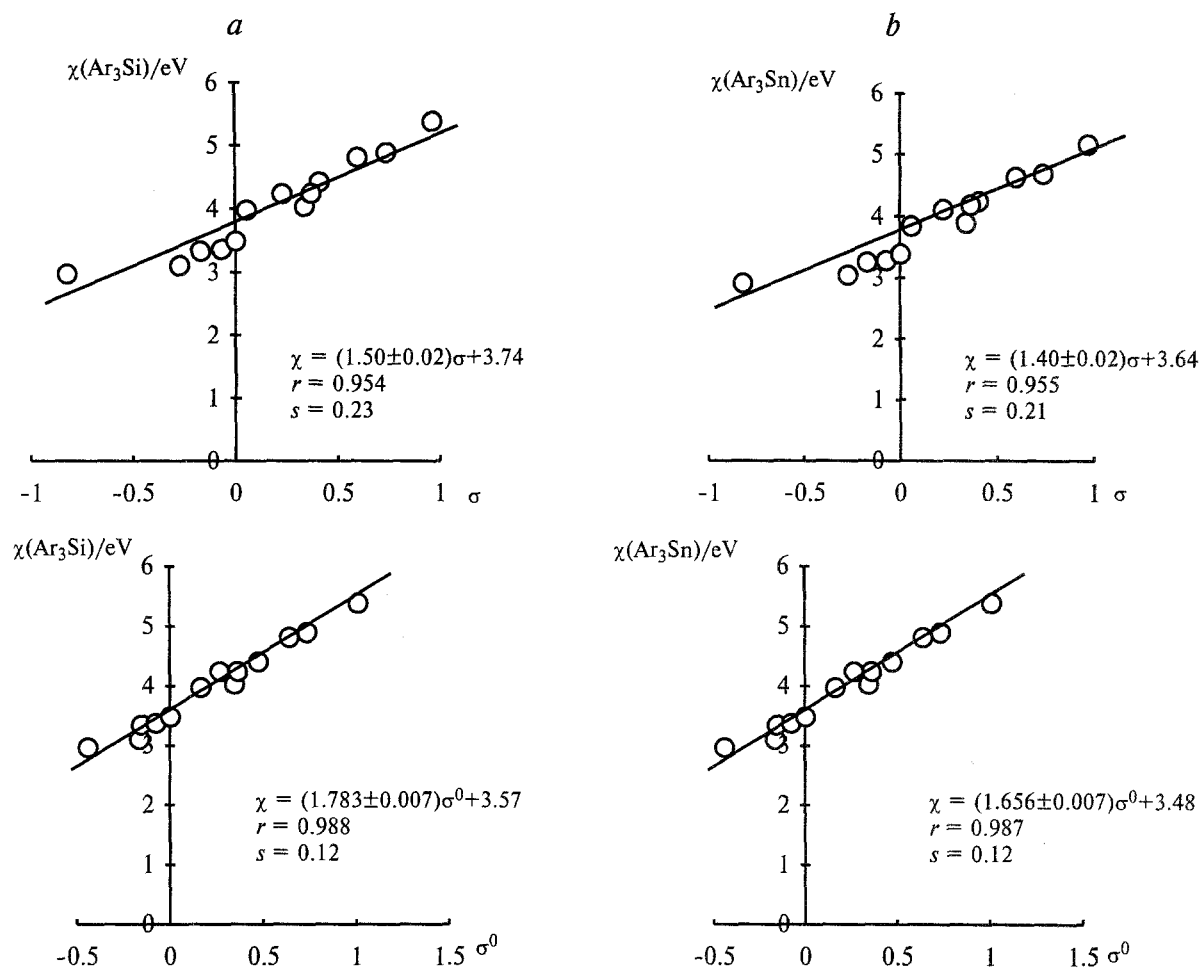 a
χ(Ar₃Si)/eV
6
5
4
3
2
1
0
-1 -0.5 0 0.5 1 σ
χ = (1.50±0.02)σ+3.74
r = 0.954
s = 0.23
b
χ(Ar₃Sn)/eV
6
5
4
3
2
1
0
-1 -0.5 0 0.5 1 σ
χ = (1.40±0.02)σ+3.64
r = 0.955
s = 0.21
χ(Ar₃Si)/eV
6
5
4
3
2
1
0
-0.5 0 0.5 1 1.5 σ⁰
χ = (1.783±0.007)σ⁰+3.57
r = 0.988
s = 0.12
χ(Ar₃Sn)/eV
6
5
4
3
2
1
0
-0.5 0 0.5 1 1.5 σ⁰
χ = (1.656±0.007)σ⁰+3.48
r = 0.987
s = 0.12